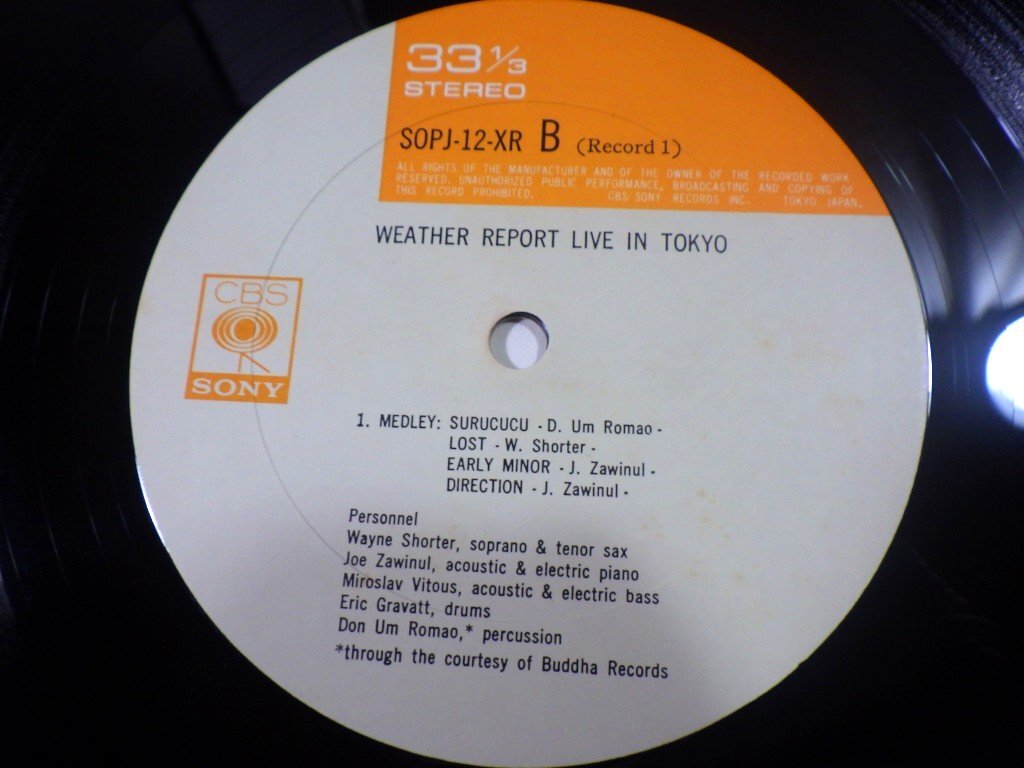 33 1/3
STEREO
SOPJ-12-XR B (Record 1)
ALL RIGHTS OF THE MANUFACTURER AND OF THE OWNER OF THE RECORDED WORK
RESERVED. UNAUTHORIZED PUBLIC PERFORMANCE, BROADCASTING AND COPYING OF
THIS RECORD PROHIBITED. CBS SONY RECORDS INC. TOKYO JAPAN.
WEATHER REPORT LIVE IN TOKYO
CBS
SONY
1. MEDLEY: SURUCUCU - D. Um Romao -
LOST - W. Shorter -
EARLY MINOR - J. Zawinul -
DIRECTION - J. Zawinul -
Personnel
Wayne Shorter, soprano & tenor sax
Joe Zawinul, acoustic & electric piano
Miroslav Vitous, acoustic & electric bass
Eric Gravatt, drums
Don Um Romao,* percussion
*through the courtesy of Buddha Records